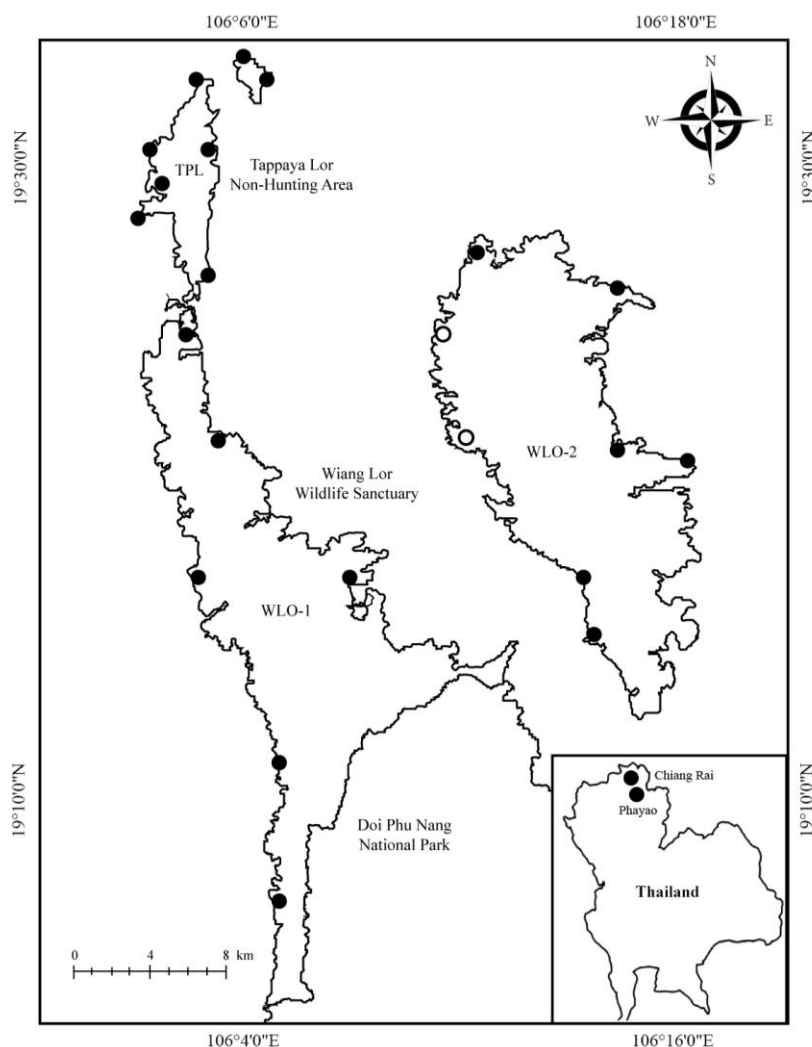 106°6'0"E
106°18'0"E
N
W
E
S
19°30'0"N
19°30'0"N
TPL
Tappaya Lor
Non-Hunting Area
WLO-2
Wiang Lor
Wildlife Sanctuary
WLO-1
19°10'0"N
19°10'0"N
Doi Phu Nang
National Park
Chiang Rai
Phayao
Thailand
0 4 8 km
106°4'0"E
106°16'0"E